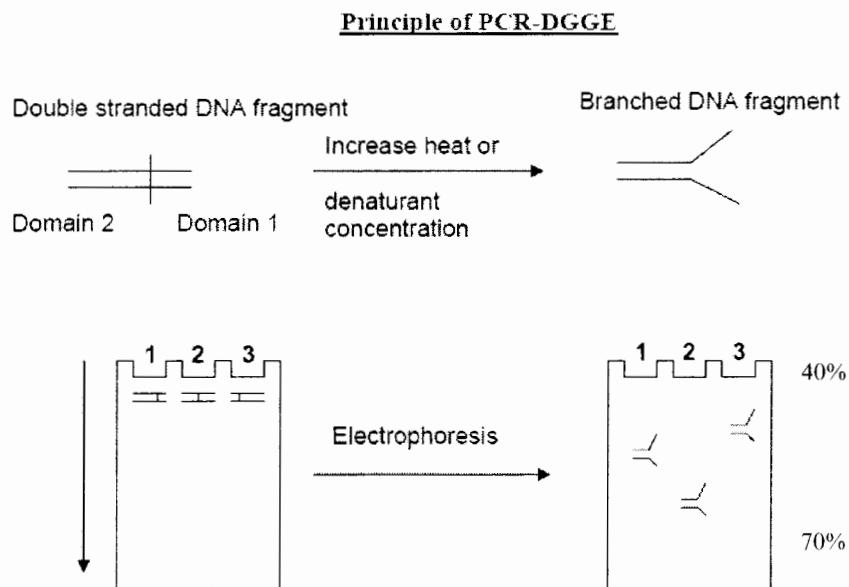 Principle of PCR-DGGE
Double stranded DNA fragment
Branched DNA fragment
Increase heat or
denaturant
concentration
Domain 2
Domain 1
1 2 3
Electrophoresis
1 2 3
40%
70%